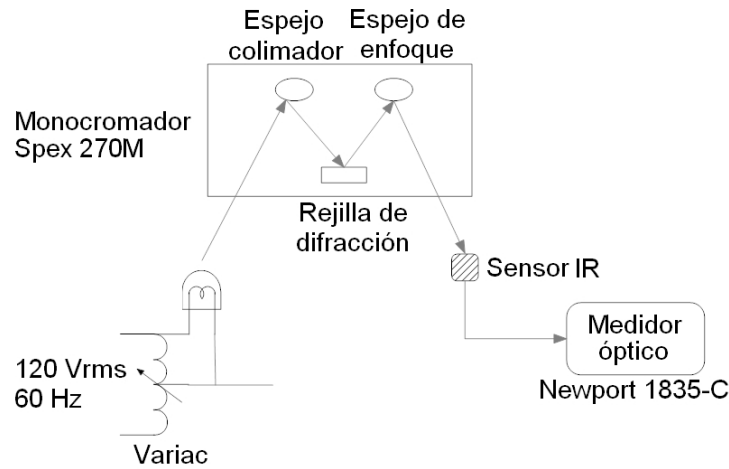 Espejo
colimador
Espejo de
enfoque
Monocromador
Spex 270M
Rejilla de
difracción
Sensor IR
Medidor
óptico
Newport 1835-C
120 Vrms
60 Hz
Variac